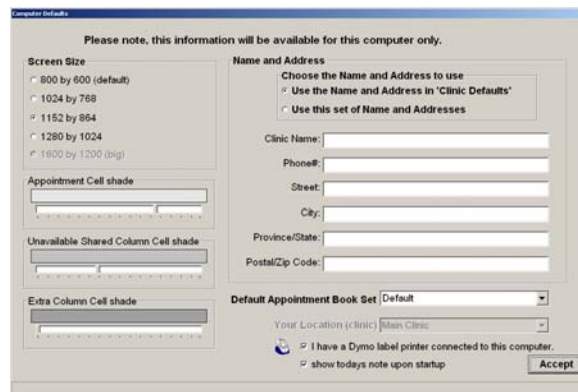 Computer Defaults
Please note, this information will be available for this computer only.
Screen Size
800 by 600 (default)
1024 by 768
1152 by 864
1280 by 1024
1600 by 1200 (big)
Appointment Cell shade
Unavailable Shared Column Cell shade
Extra Column Cell shade
Name and Address
Choose the Name and Address to use
Use the Name and Address in 'Clinic Defaults'
Use this set of Name and Addresses
Clinic Name:
Phone#:
Street:
City:
Province/State:
Postal/Zip Code:
Default Appointment Book Set Default
Your Location (clinic) Main Clinic
I have a Dymo label printer connected to this computer.
show todays note upon startup
Accept